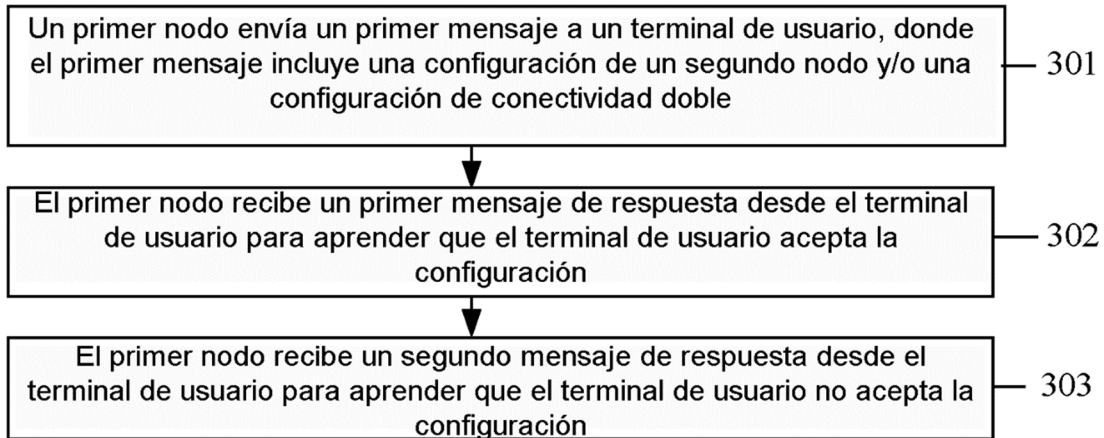 Un primer nodo envía un primer mensaje a un terminal de usuario, donde
el primer mensaje incluye una configuración de un segundo nodo y/o una
configuración de conectividad doble
301
El primer nodo recibe un primer mensaje de respuesta desde el terminal
de usuario para aprender que el terminal de usuario acepta la
configuración
302
El primer nodo recibe un segundo mensaje de respuesta desde el
terminal de usuario para aprender que el terminal de usuario no acepta la
configuración
303